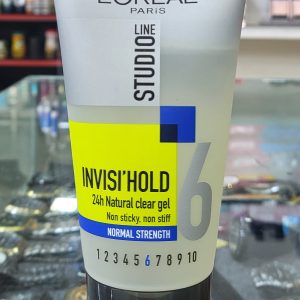 L'ORÉAL
PARIS
STUDIO LINE
INVISI'HOLD
24h Natural clear gel
Non sticky, non stiff
NORMAL STRENGTH
6
1 2 3 4 5 6 7 8 9 10